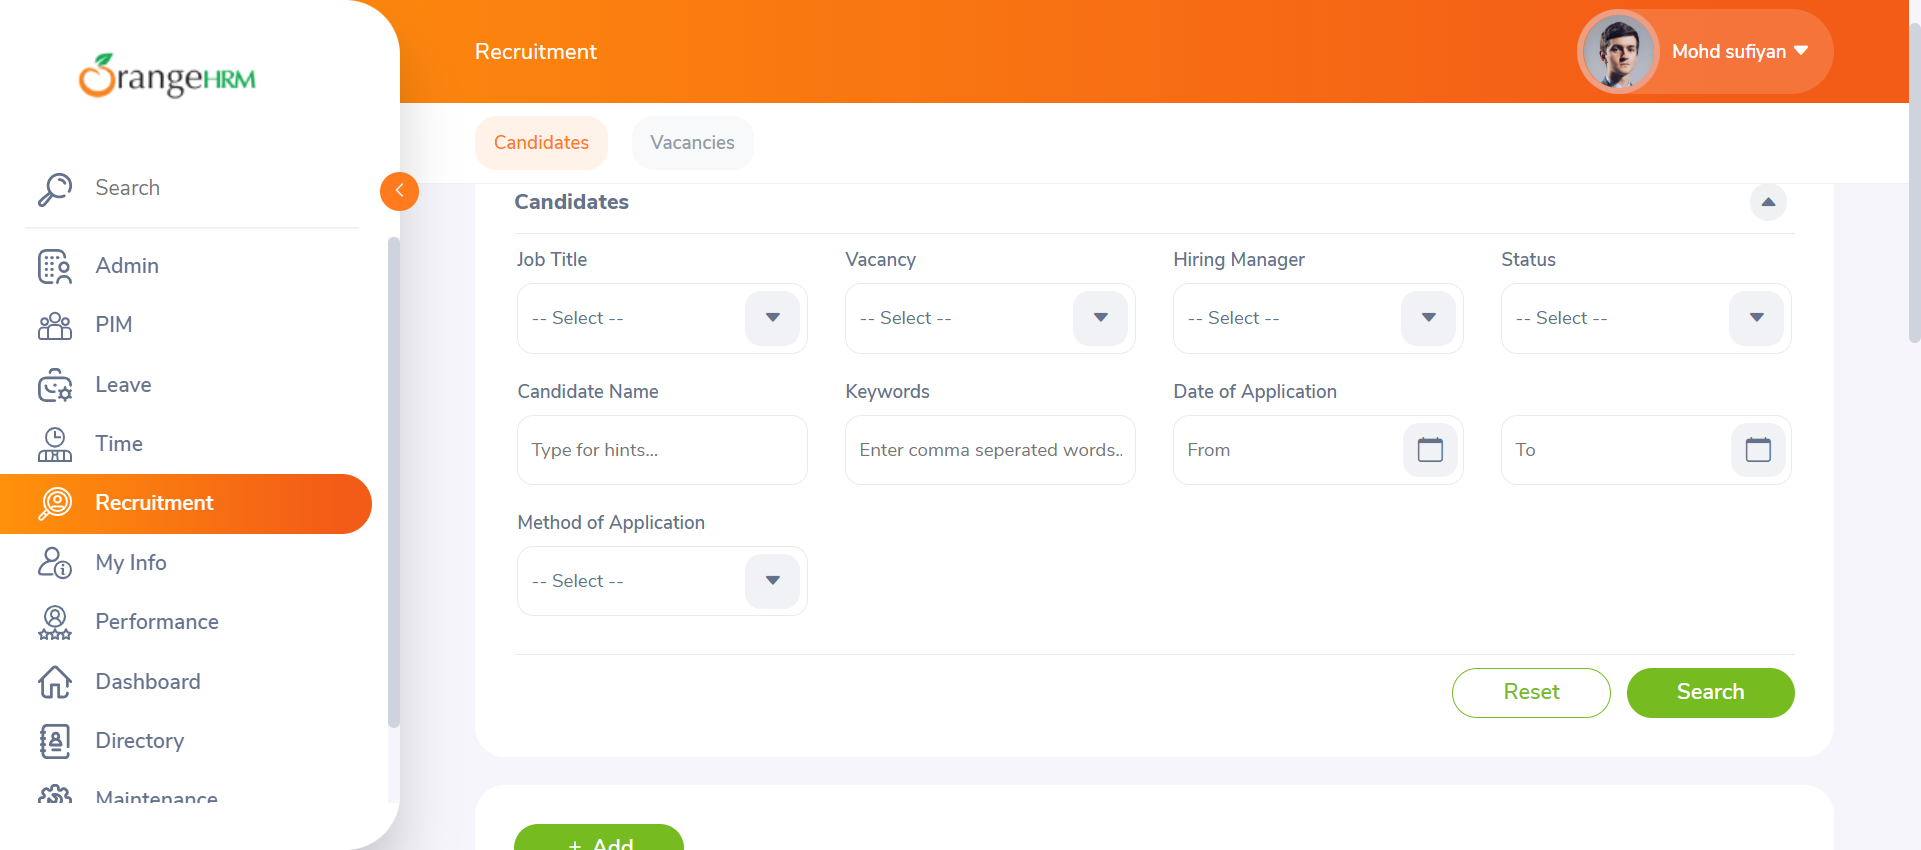 OrangeHRM
Recruitment
Mohd sufiyan
Search
Candidates
Vacancies
Admin
PIM
Leave
Time
Recruitment
My Info
Performance
Dashboard
Directory
Maintenance
Candidates
Job Title
Vacancy
Hiring Manager
Status
-- Select --
-- Select --
-- Select --
-- Select --
Candidate Name
Keywords
Date of Application
Type for hints...
Enter comma seperated words..
From
To
Method of Application
-- Select --
Reset
Search
+ Add